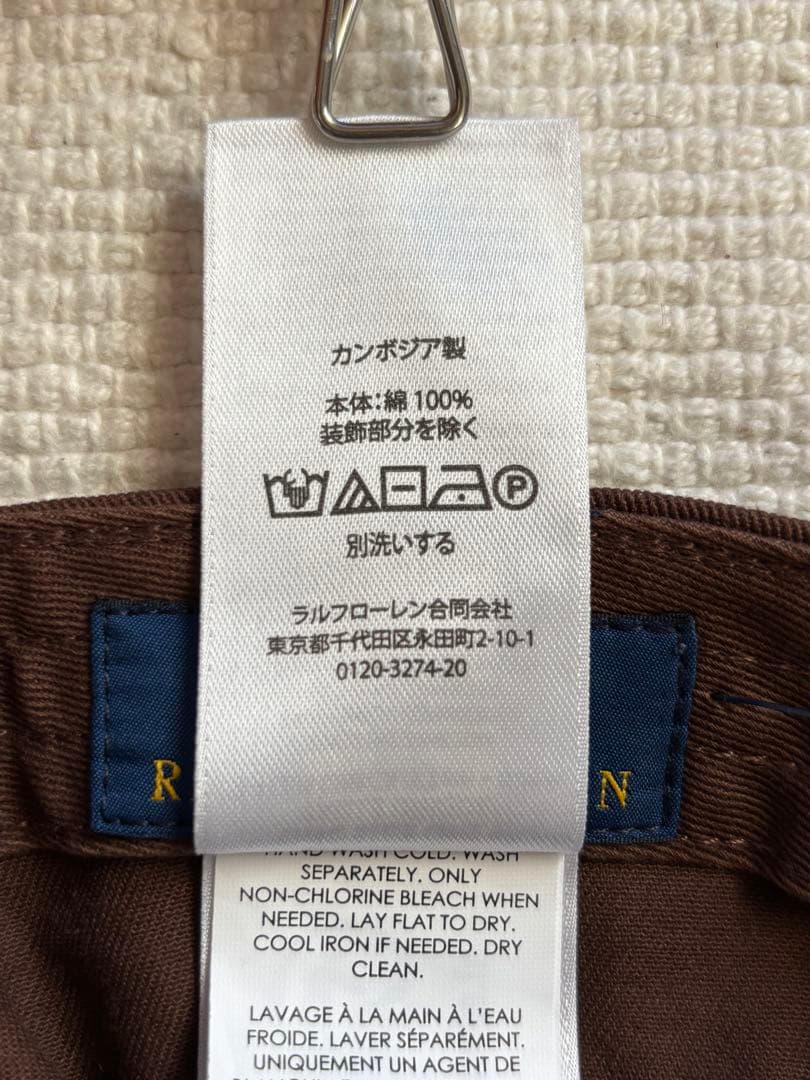 カンボジア製
本体:綿 100%
装飾部分を除く
P
別洗いする
ラルフローレン合同会社
東京都千代田区永田町2-10-1
0120-3274-20
R N
HAND WASH COLD. WASH
SEPARATELY. ONLY
NON-CHLORINE BLEACH WHEN
NEEDED. LAY FLAT TO DRY.
COOL IRON IF NEEDED. DRY
CLEAN.
LAVAGE À LA MAIN À L'EAU
FROIDE. LAVER SÉPARÉMENT.
UNIQUEMENT UN AGENT DE